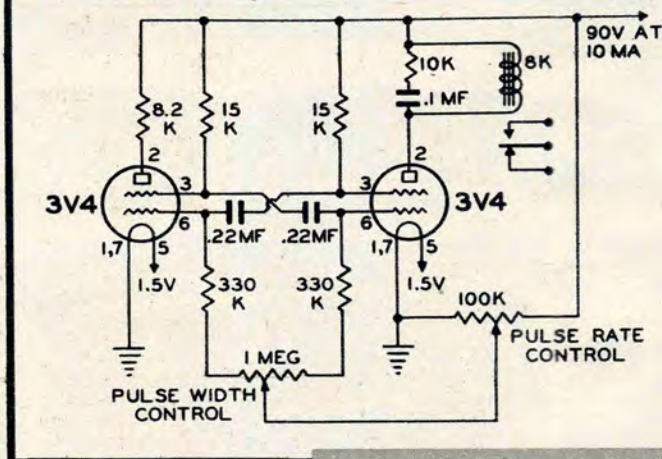 90V AT
10 MA
10K
8K
.1 MF
8.2
K
15
K
15
K
2
2
3
3
3V4
3V4
6
6
.22MF
.22MF
1,7
5
1,7
5
1.5V
1.5V
330
K
330
K
100K
PULSE RATE
CONTROL
1 MEG
PULSE WIDTH
CONTROL